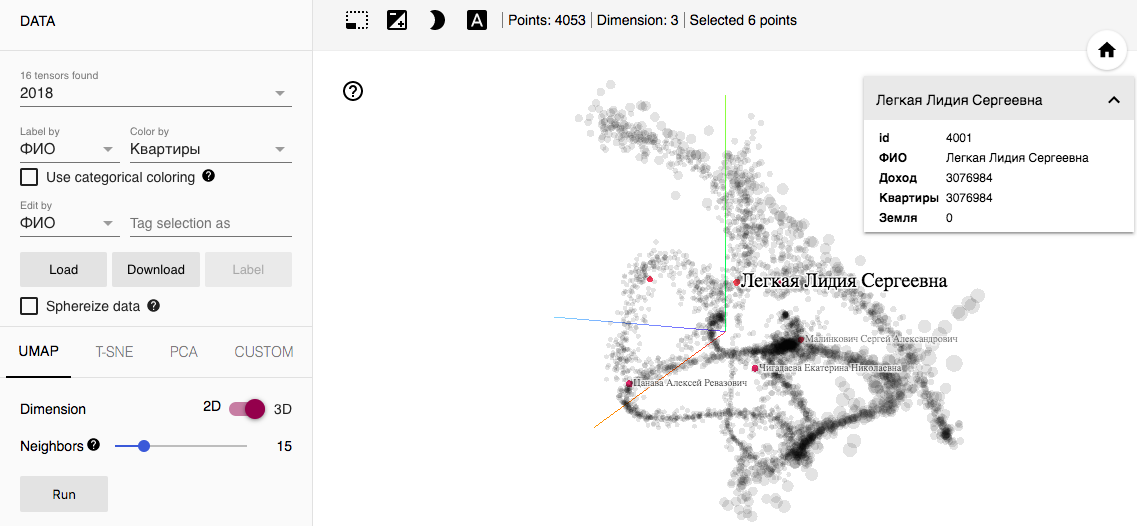 DATA
Points: 4053 | Dimension: 3 | Selected 6 points
16 tensors found
2018
Label by
Color by
ФИО
Квартиры
Use categorical coloring
Edit by
ФИО
Tag selection as
Load
Download
Label
Sphereize data
UMAP
T-SNE
PCA
CUSTOM
Dimension
2D
3D
Neighbors
15
Run
Легкая Лидия Сергеевна
id 4001
ФИО Легкая Лидия Сергеевна
Доход 3076984
Квартиры 3076984
Земля 0
Легкая Лидия Сергеевна
Малинкович Сергей Александрович
Чигадаева Екатерина Николаевна
Цанава Алексей Ревазович